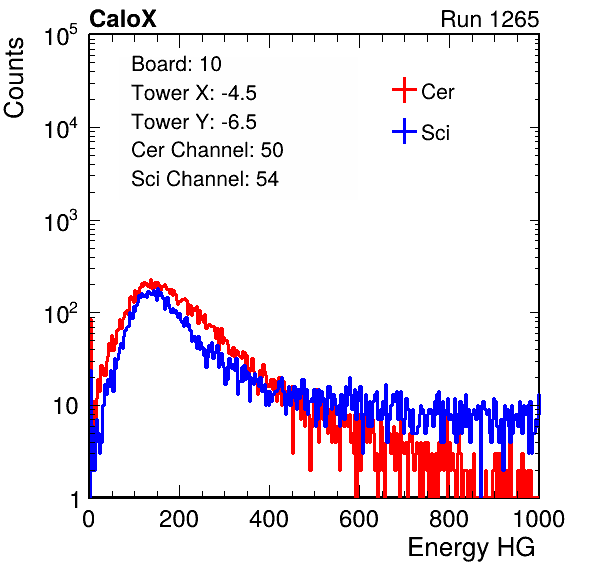 CaloX Run 1265
Counts
10^5
10^4
10^3
10^2
10
1
Board: 10
Tower X: -4.5
Tower Y: -6.5
Cer Channel: 50
Sci Channel: 54
Cer
Sci
0 200 400 600 800 1000
Energy HG